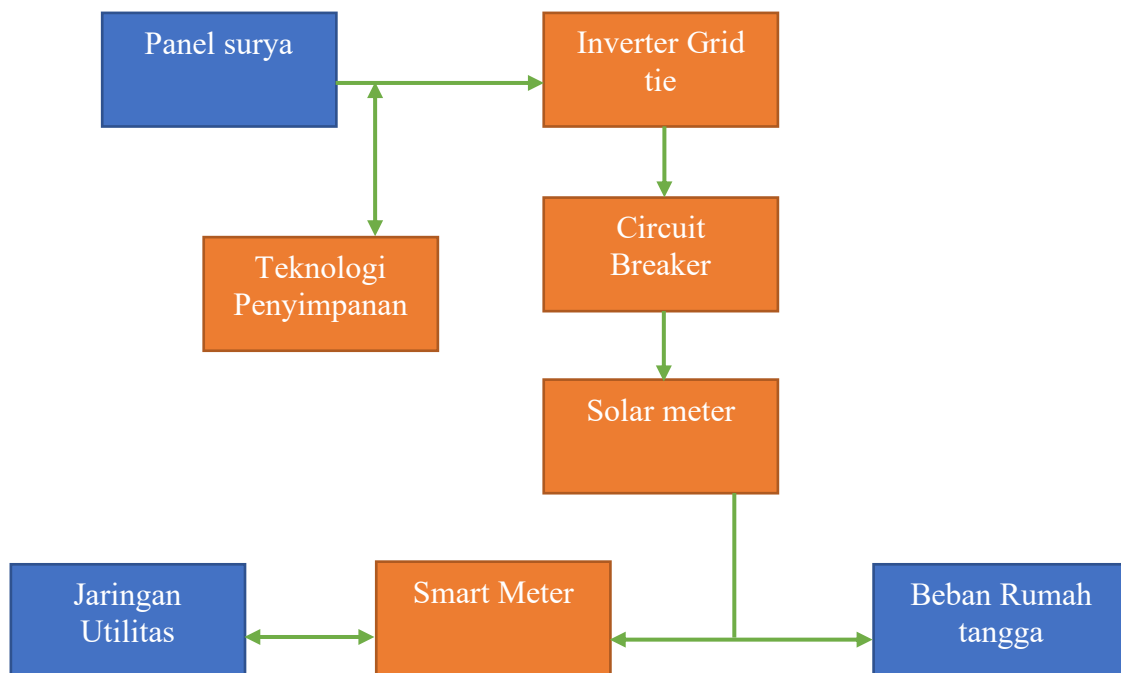 Panel surya
Inverter Grid
tie
Circuit
Breaker
Teknologi
Penyimpanan
Solar meter
Jaringan
Utilitas
Smart Meter
Beban Rumah
tangga